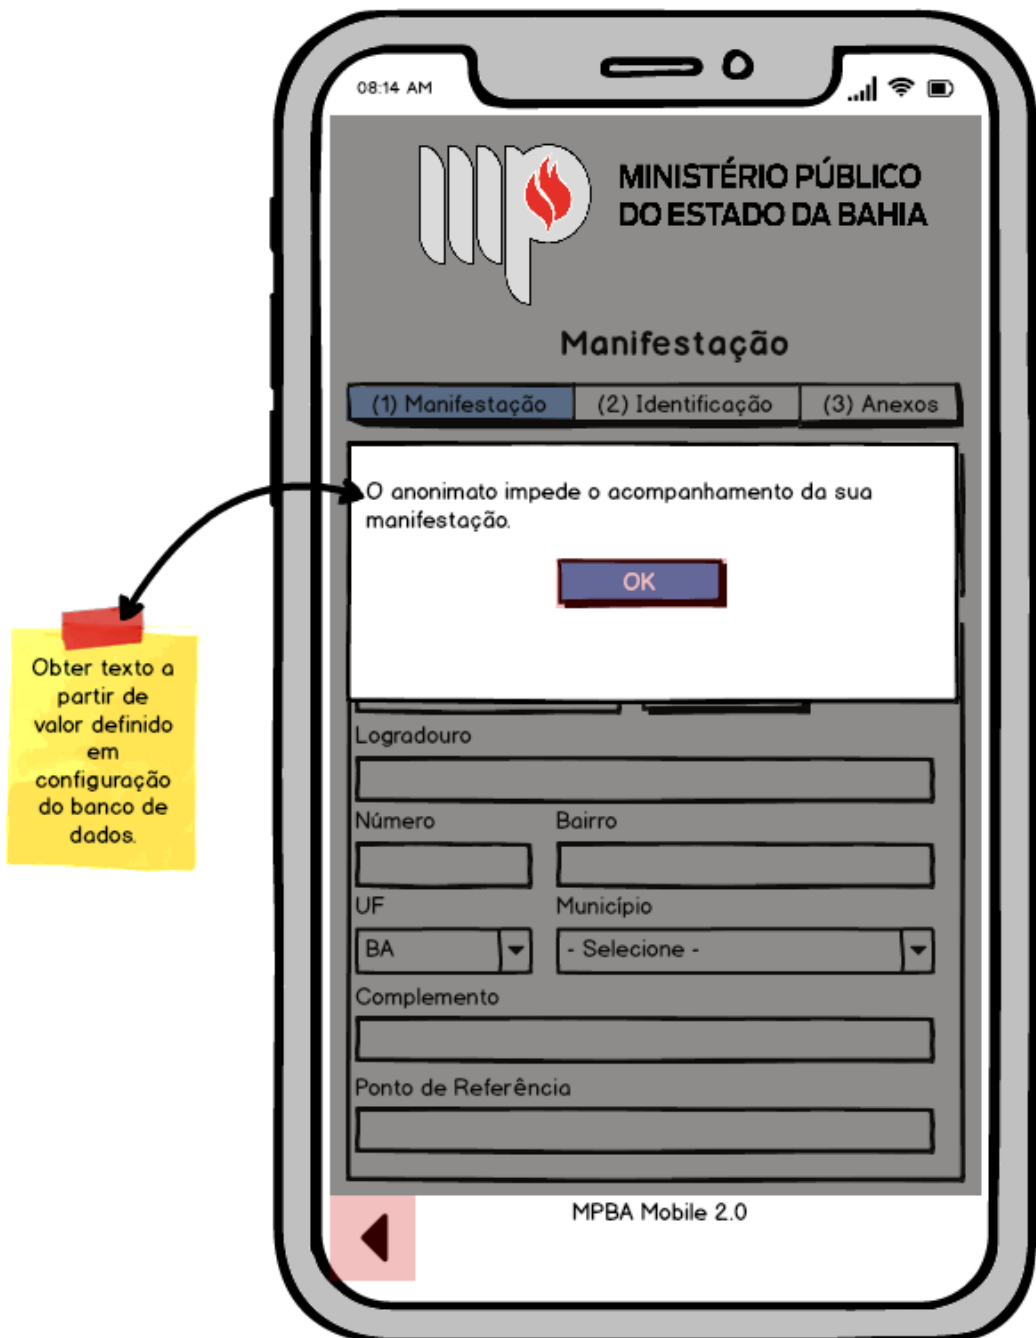 08:14 AM
MINISTÉRIO PÚBLICO
DO ESTADO DA BAHIA
Manifestação
(1) Manifestação
(2) Identificação
(3) Anexos
O anonimato impede o acompanhamento da sua
manifestação.
OK
Obter texto a
partir de
valor definido
em
configuração
do banco de
dados.
Logradouro
Número
Bairro
UF
Município
BA
- Selecione -
Complemento
Ponto de Referência
MPBA Mobile 2.0